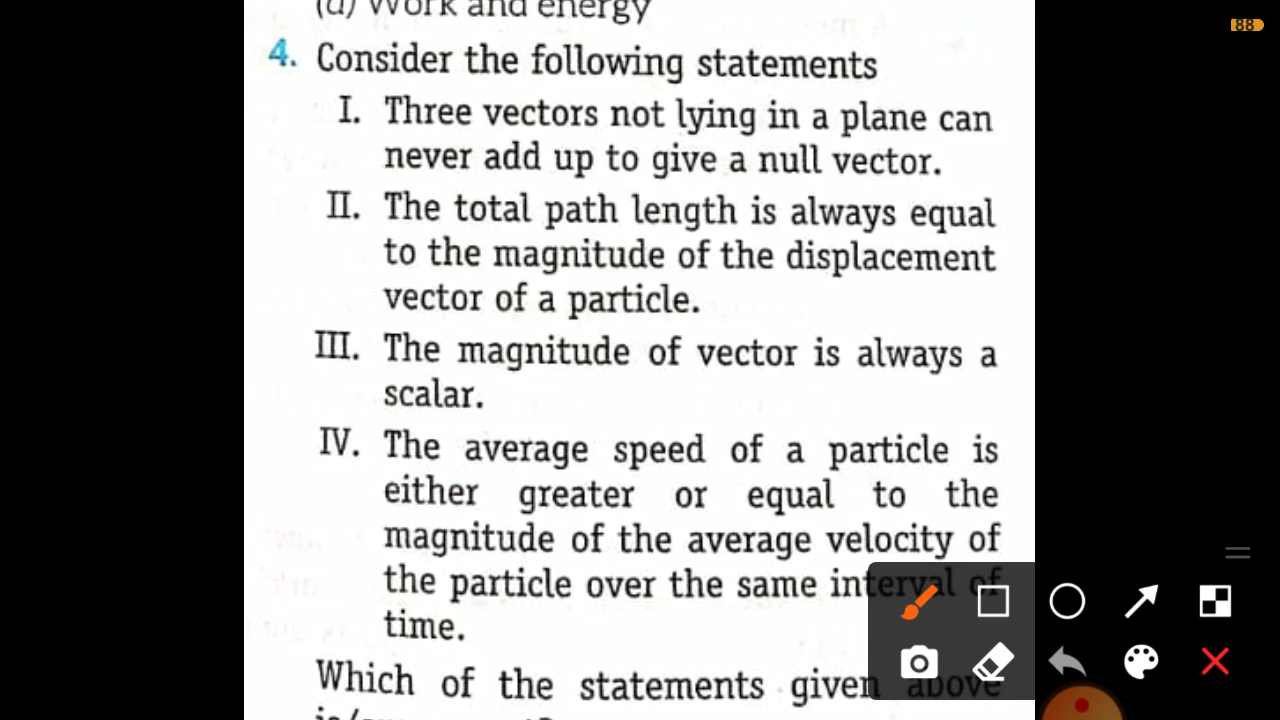 (d) Work and energy
4. Consider the following statements
I. Three vectors not lying in a plane can
never add up to give a null vector.
II. The total path length is always equal
to the magnitude of the displacement
vector of a particle.
III. The magnitude of vector is always a
scalar.
IV. The average speed of a particle is
either greater or equal to the
magnitude of the average velocity of
the particle over the same interval of
time.
Which of the statements given above
88